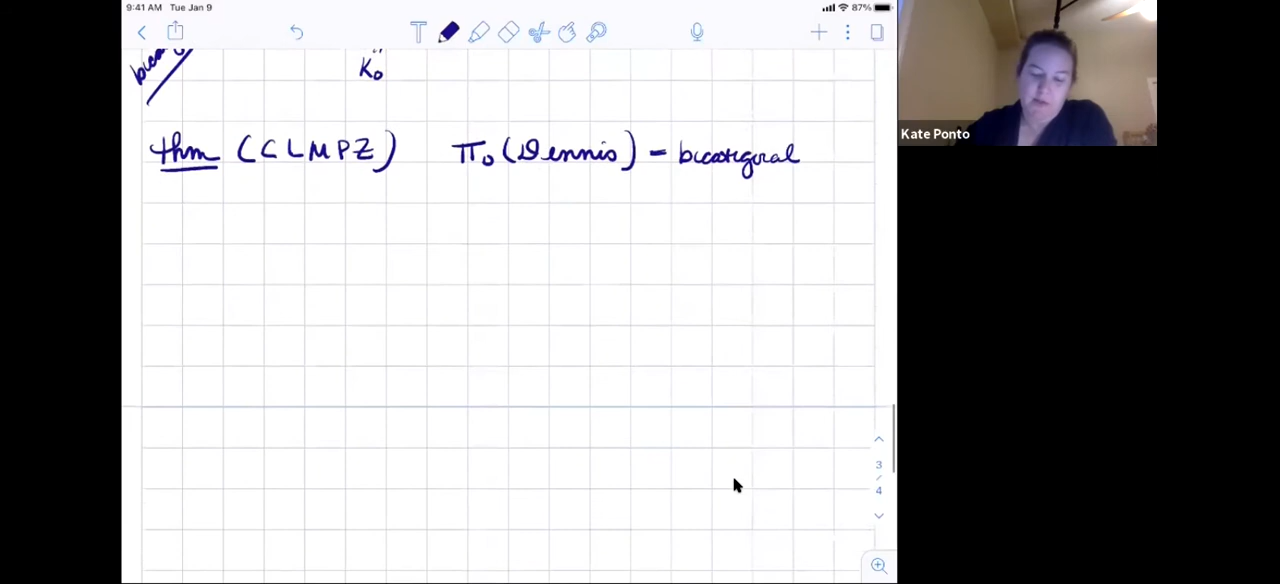 9:41 AM Tue Jan 9
87%
K₀
Kate Ponto
thm (CLMPZ) π₀(Dennis) = bicategorical
3
/
4